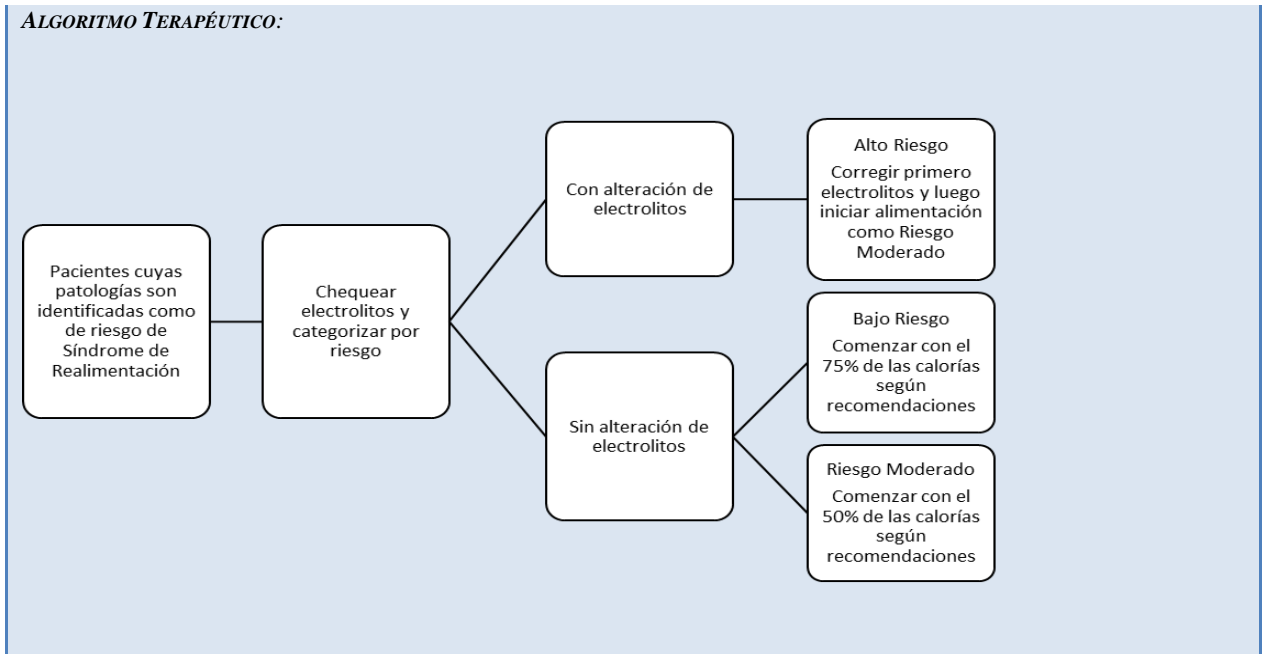 ALGORITMO TERAPÉUTICO:
Pacientes cuyas
patologías son
identificadas como
de riesgo de
Síndrome de
Realimentación
Chequear
electrolitos y
categorizar por
riesgo
Con alteración de
electrolitos
Alto Riesgo
Corregir primero
electrolitos y luego
iniciar alimentación
como Riesgo
Moderado
Sin alteración de
electrolitos
Bajo Riesgo
Comenzar con el
75% de las calorías
según
recomendaciones
Riesgo Moderado
Comenzar con el
50% de las calorías
según
recomendaciones